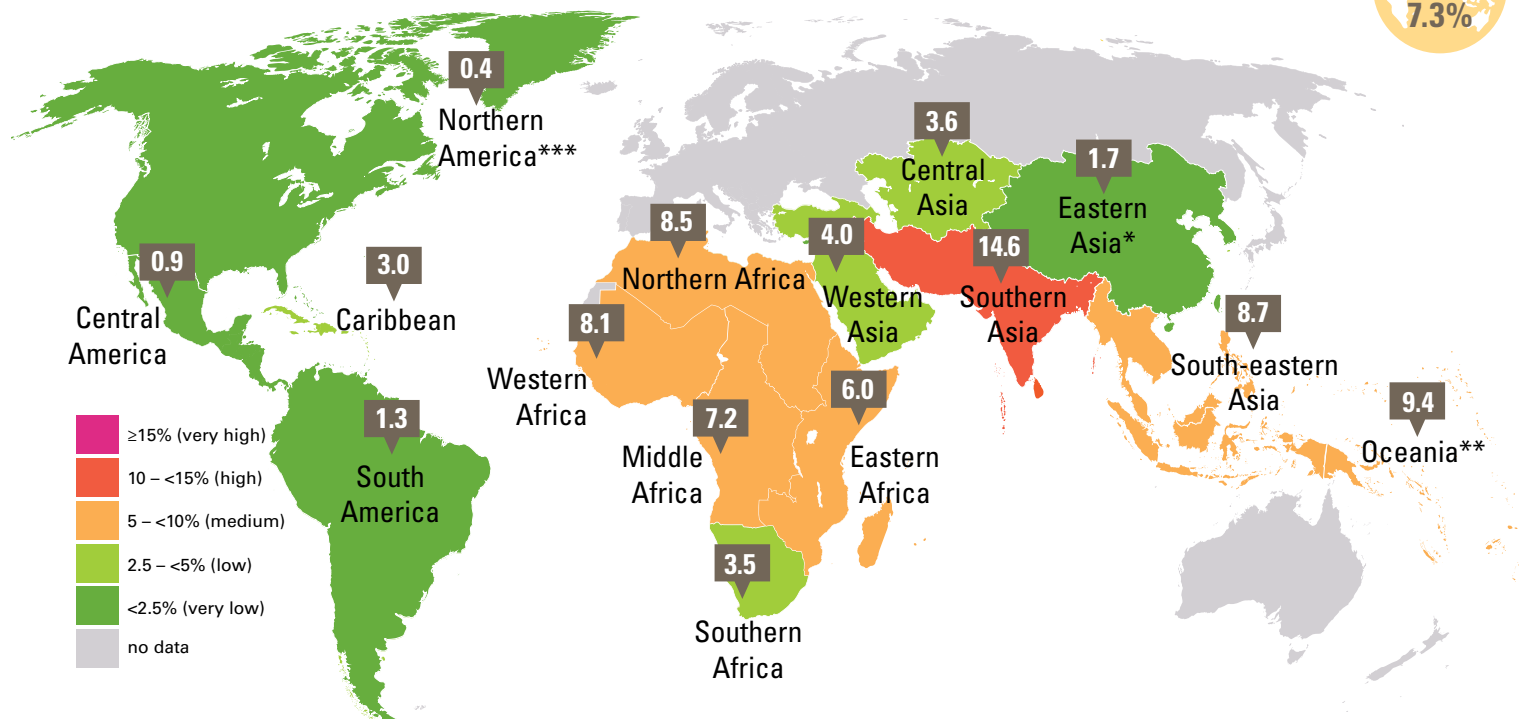 7.3%
0.4
Northern
America***
3.6
Central
Asia
1.7
Eastern
Asia*
8.5
Northern Africa
4.0
Western
Asia
14.6
Southern
Asia
0.9
Central
America
3.0
Caribbean
8.1
Western
Africa
8.7
South-eastern
Asia
6.0
Eastern
Africa
7.2
Middle
Africa
9.4
Oceania**
1.3
South
America
3.5
Southern
Africa
≥15% (very high)
10 – <15% (high)
5 – <10% (medium)
2.5 – <5% (low)
<2.5% (very low)
no data